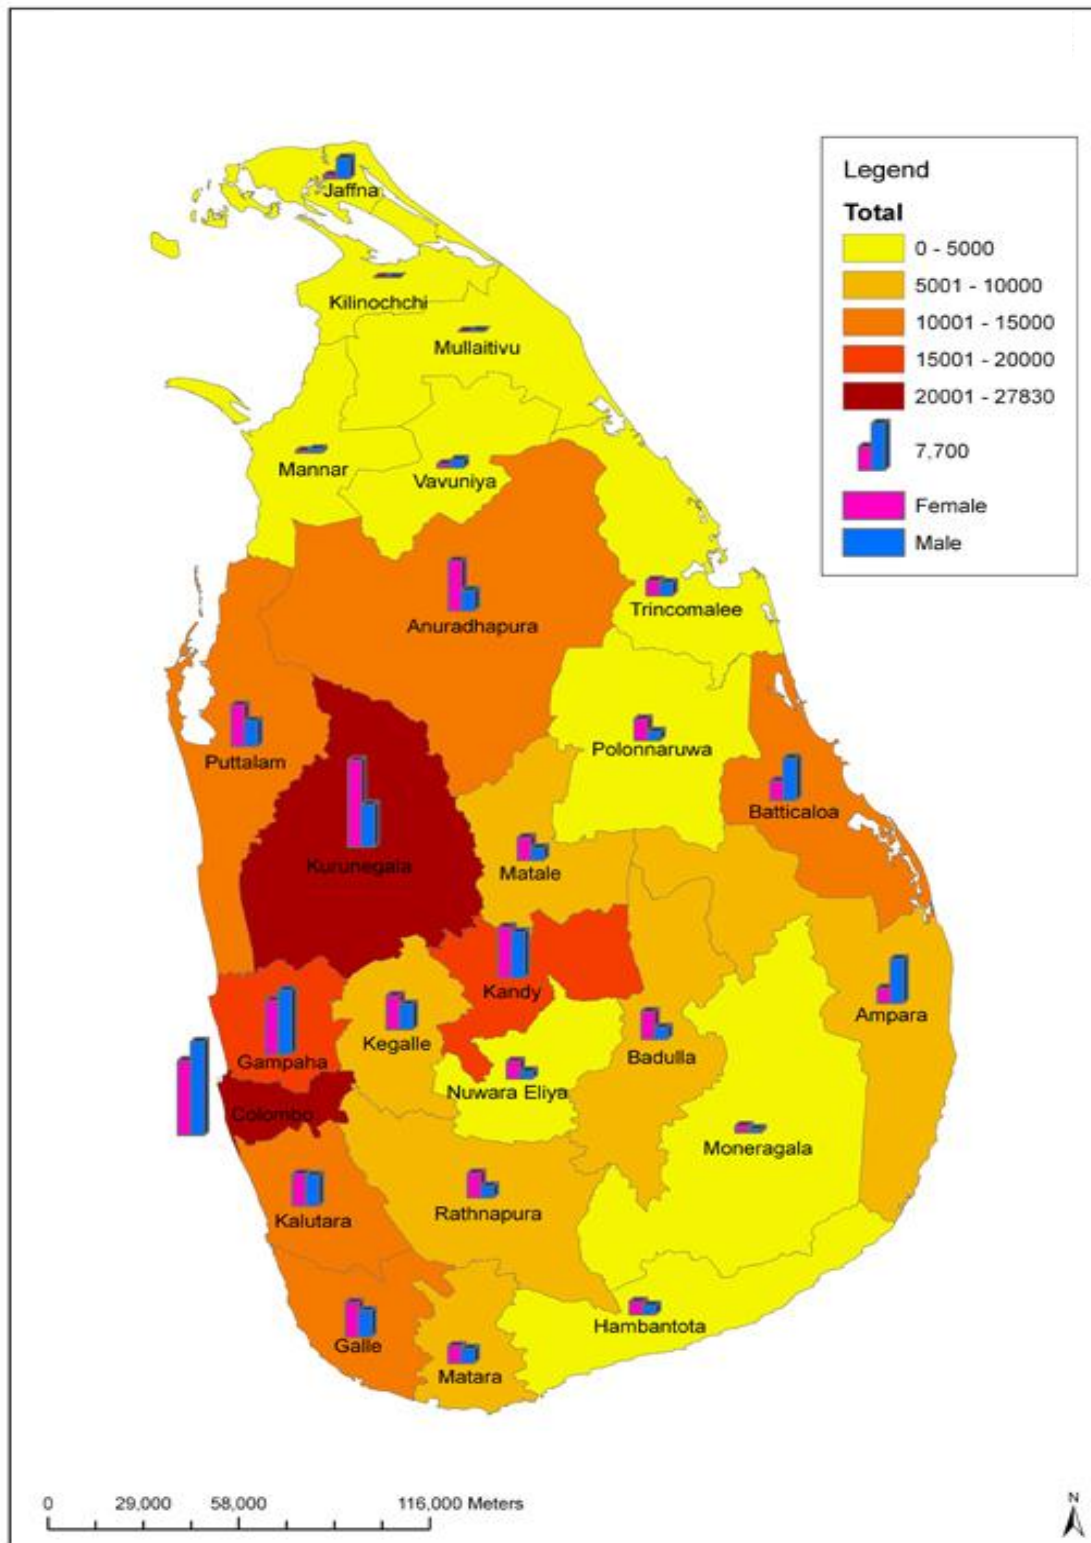 Legend
Total
0 - 5000
5001 - 10000
10001 - 15000
15001 - 20000
20001 - 27830
7,700
Female
Male
Jaffna
Kilinochchi
Mullaitivu
Mannar
Vavuniya
Trincomalee
Anuradhapura
Puttalam
Polonnaruwa
Batticaloa
Kurunegala
Matale
Kandy
Ampara
Kegalle
Badulla
Gampaha
Nuwara Eliya
Colombo
Moneragala
Rathnapura
Kalutara
Hambantota
Galle
Matara
0 29,000 58,000 116,000 Meters
N